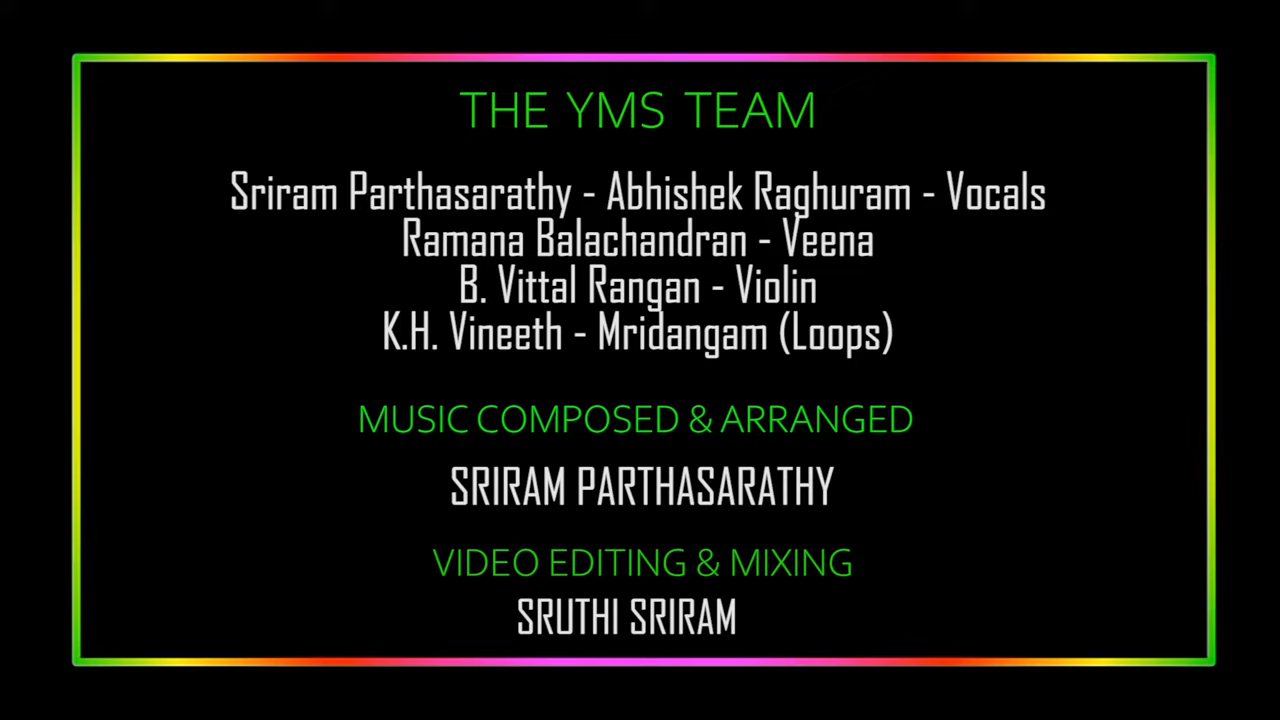 THE YMS TEAM
Sriram Parthasarathy - Abhishek Raghuram - Vocals
Ramana Balachandran - Veena
B. Vittal Rangan - Violin
K.H. Vineeth - Mridangam (Loops)
MUSIC COMPOSED & ARRANGED
SRIRAM PARTHASARATHY
VIDEO EDITING & MIXING
SRUTHI SRIRAM